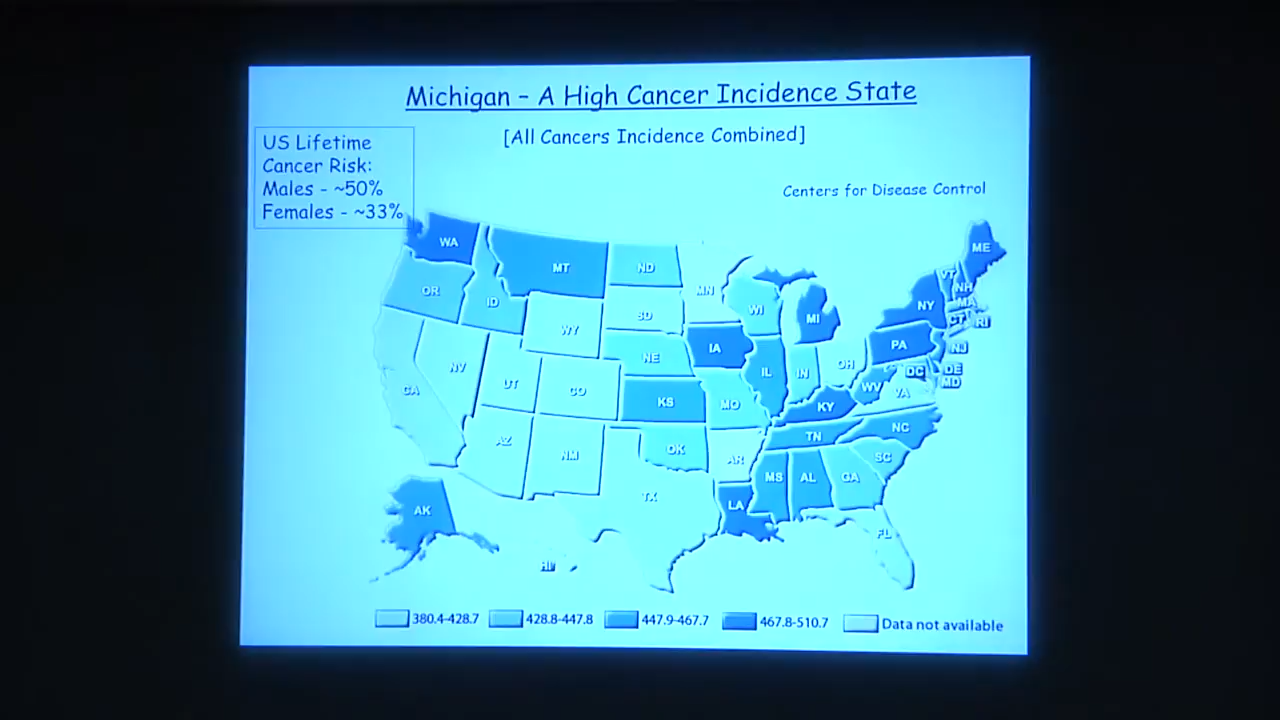 Michigan – A High Cancer Incidence State
[All Cancers Incidence Combined]
US Lifetime
Cancer Risk:
Males - ~50%
Females - ~33%
Centers for Disease Control
WA
MT
ND
MN
ME
VT
NH
MA
OR
ID
SD
WI
MI
NY
CT
RI
WY
NE
IA
PA
NJ
NV
UT
CO
IL
IN
OH
DC
DE
MD
CA
KS
MO
WV
VA
KY
AZ
NM
OK
AR
TN
NC
SC
TX
MS
AL
GA
LA
AK
FL
HI
380.4-428.7
428.8-447.8
447.9-467.7
467.8-510.7
Data not available